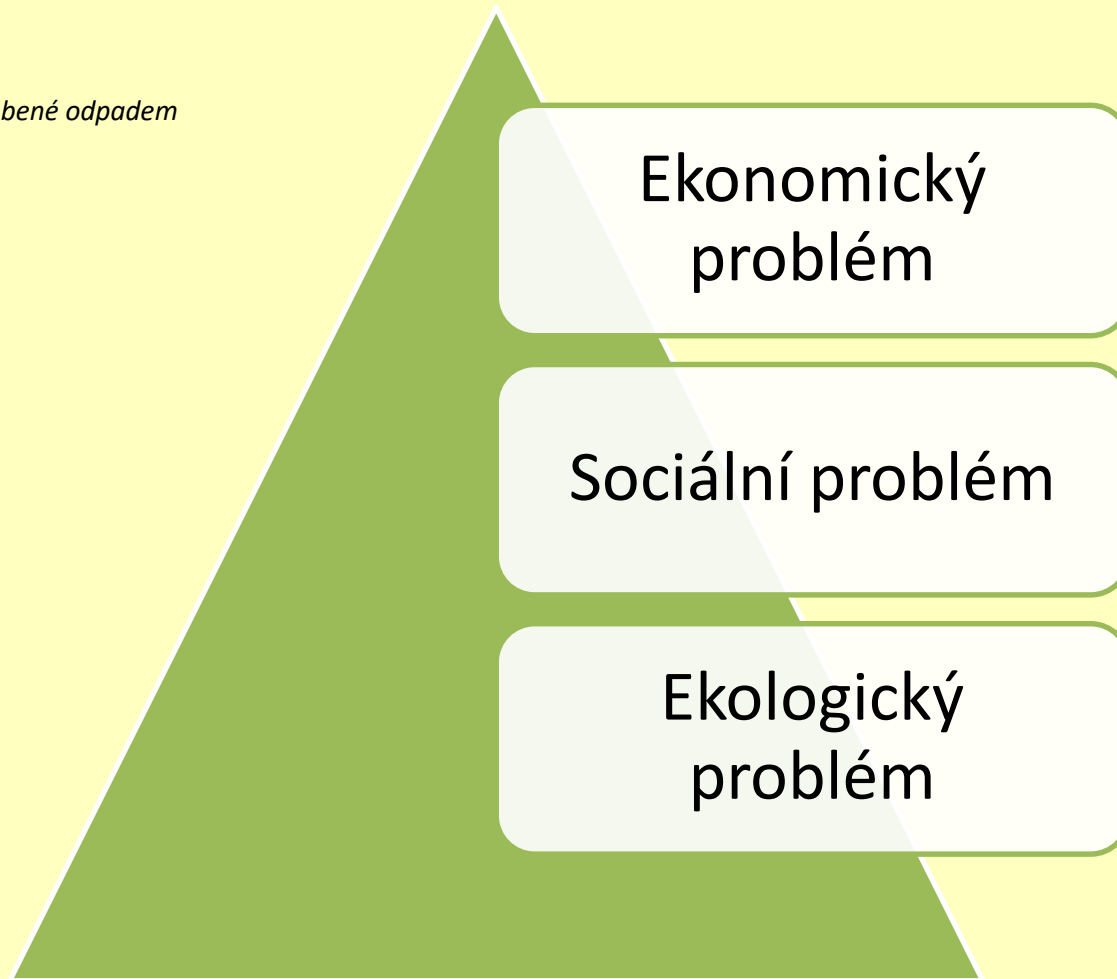 bené odpadem
Ekonomický
problém
Sociální problém
Ekologický
problém